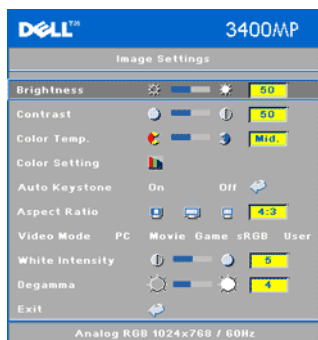 DELL™ 3400MP
Image Settings
Brightness 50
Contrast 50
Color Temp. Mid.
Color Setting
Auto Keystone On Off
Aspect Ratio 4:3
Video Mode PC Movie Game sRGB User
White Intensity 5
Degamma 4
Exit
Analog RGB 1024x768 / 60Hz